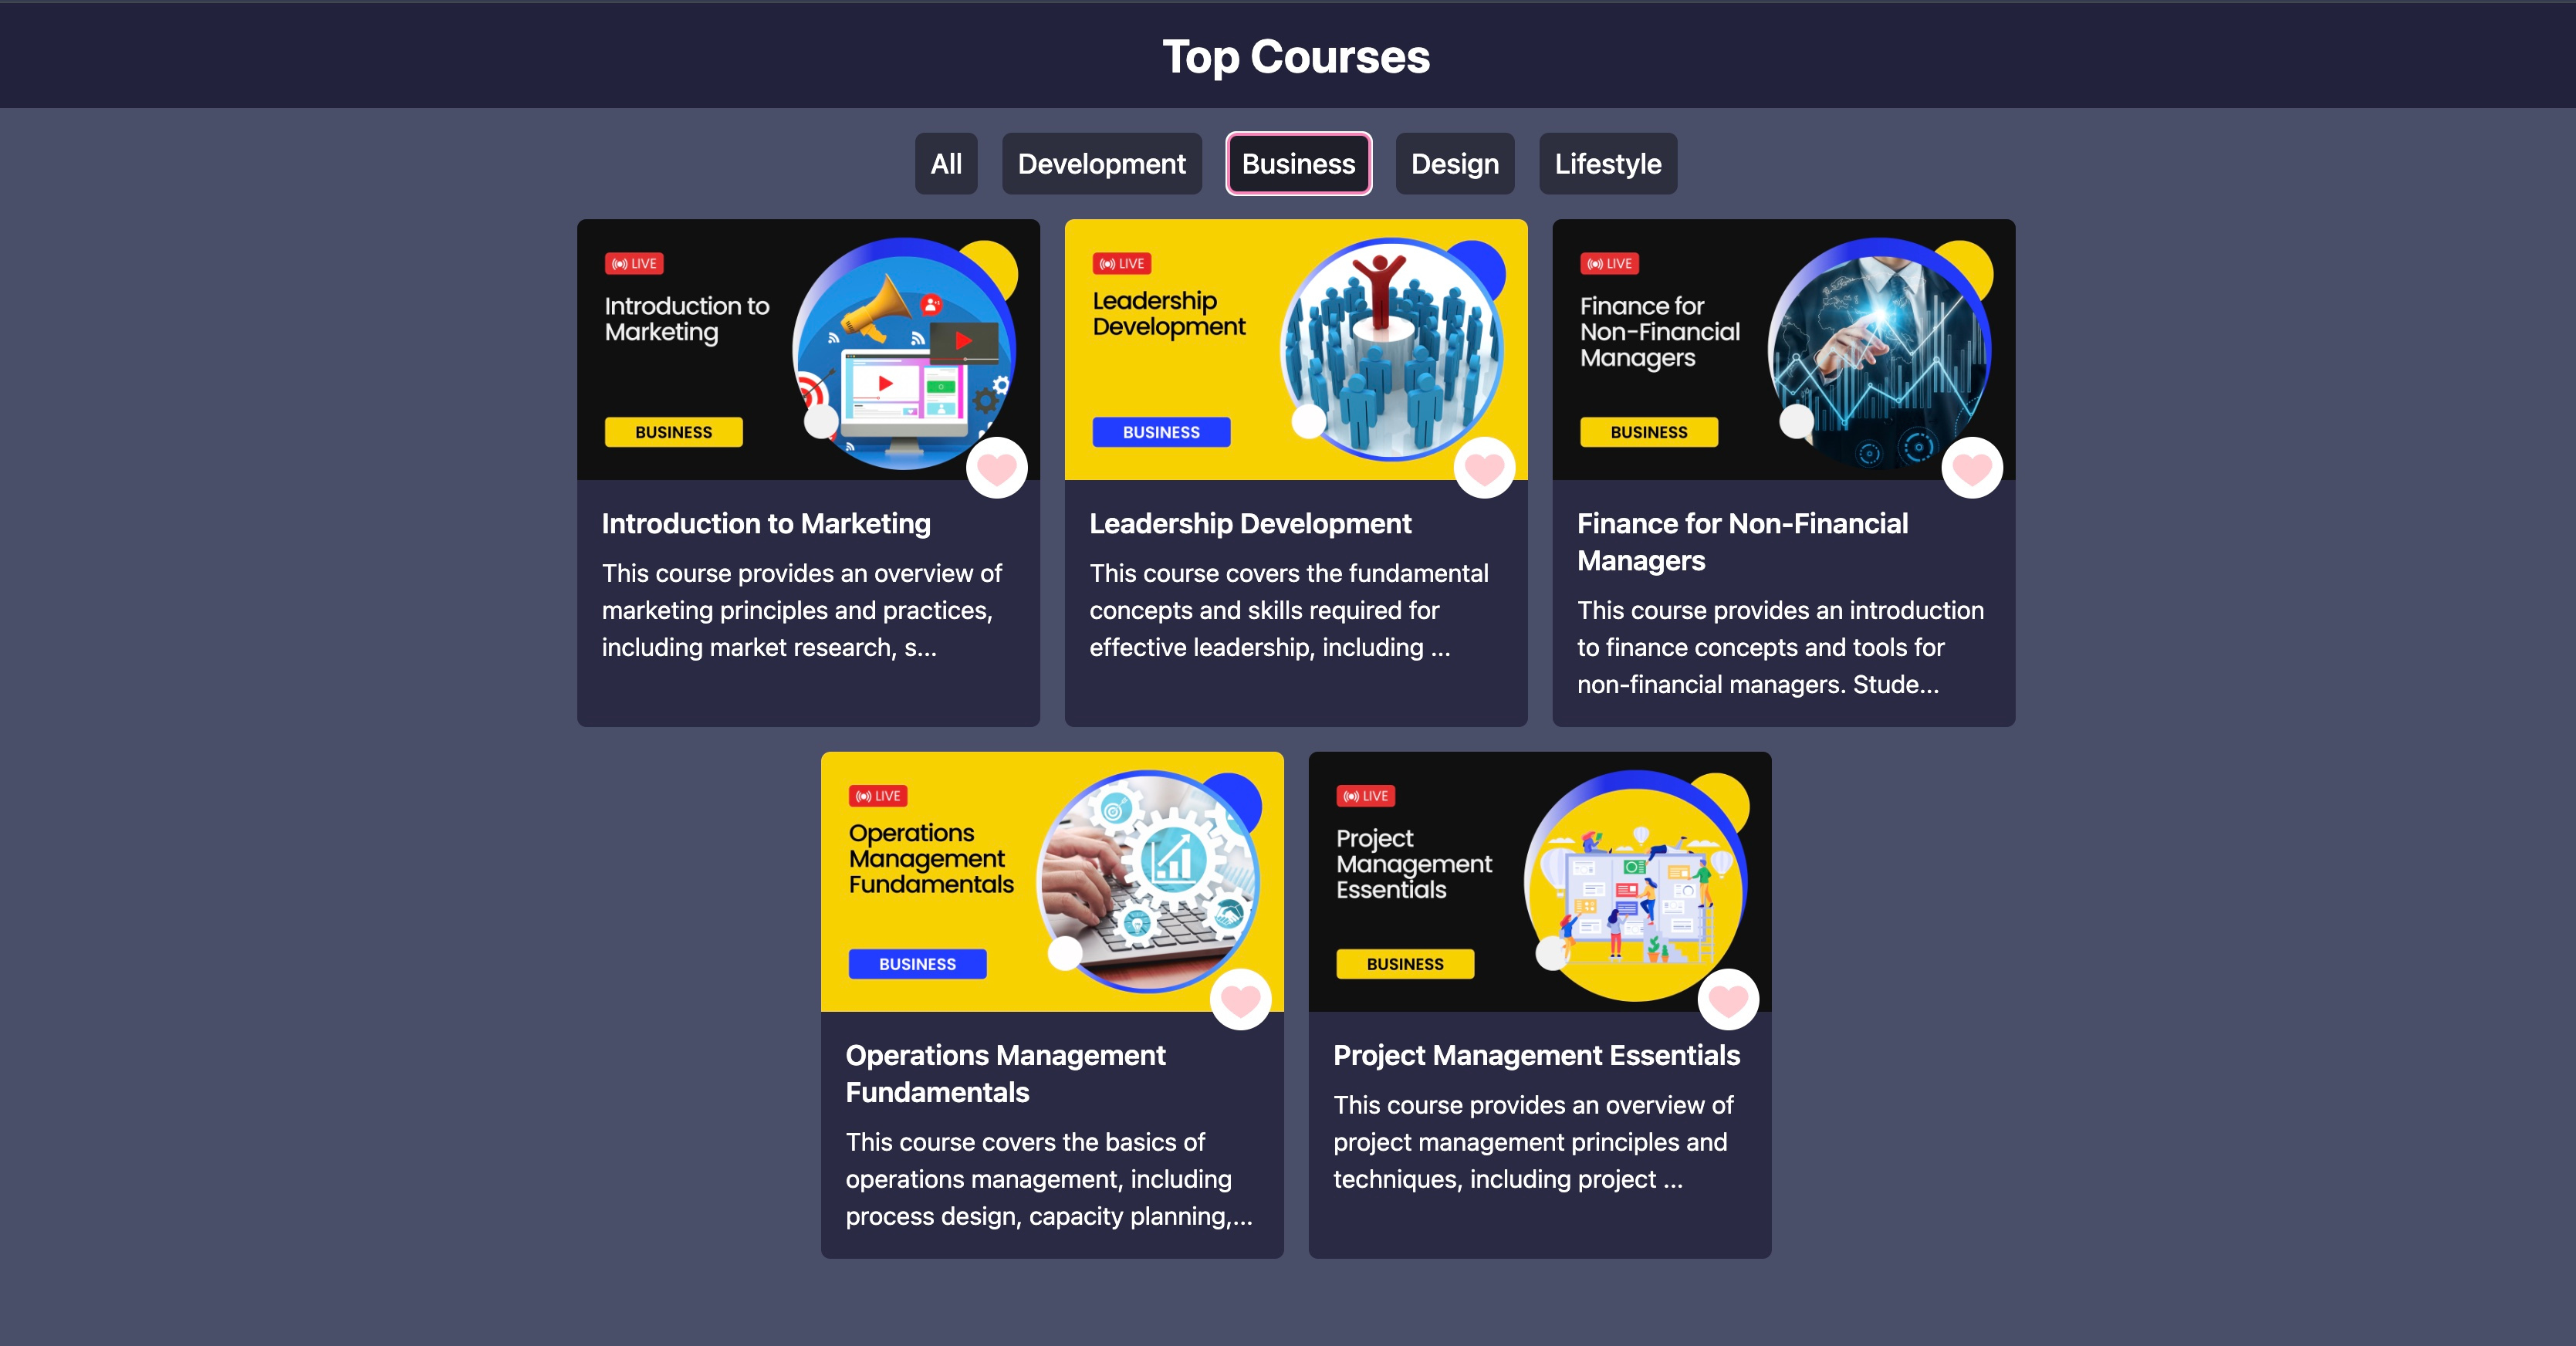 Top Courses
All
Development
Business
Design
Lifestyle
LIVE
Introduction to
Marketing
BUSINESS
Introduction to Marketing
This course provides an overview of
marketing principles and practices,
including market research, s...
LIVE
Leadership
Development
BUSINESS
Leadership Development
This course covers the fundamental
concepts and skills required for
effective leadership, including ...
LIVE
Finance for
Non-Financial
Managers
BUSINESS
Finance for Non-Financial
Managers
This course provides an introduction
to finance concepts and tools for
non-financial managers. Stude...
LIVE
Operations
Management
Fundamentals
BUSINESS
Operations Management
Fundamentals
This course covers the basics of
operations management, including
process design, capacity planning,...
LIVE
Project
Management
Essentials
BUSINESS
Project Management Essentials
This course provides an overview of
project management principles and
techniques, including project ...